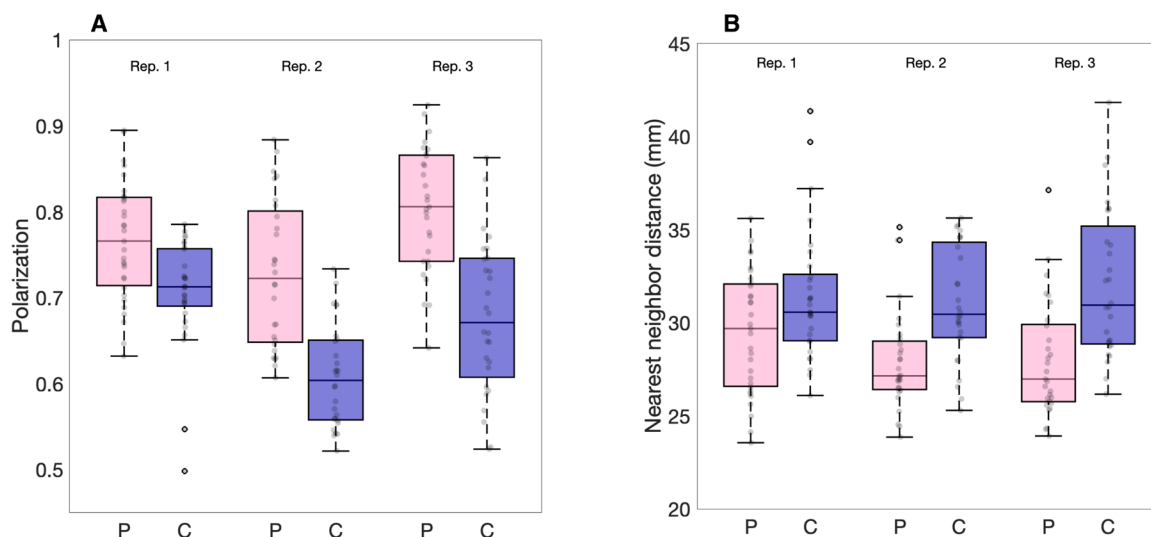 A
Polarization
1
0.9
0.8
0.7
0.6
0.5
Rep. 1
Rep. 2
Rep. 3
P C P C P C
B
Nearest neighbor distance (mm)
45
40
35
30
25
20
Rep. 1
Rep. 2
Rep. 3
P C P C P C